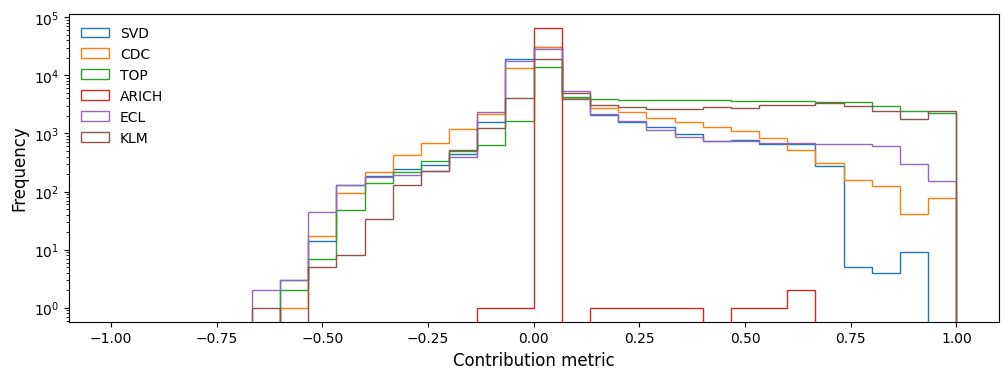 SVD
CDC
TOP
ARICH
ECL
KLM
Frequency
10⁵
10⁴
10³
10²
10¹
10⁰
−1.00 −0.75 −0.50 −0.25 0.00 0.25 0.50 0.75 1.00
Contribution metric